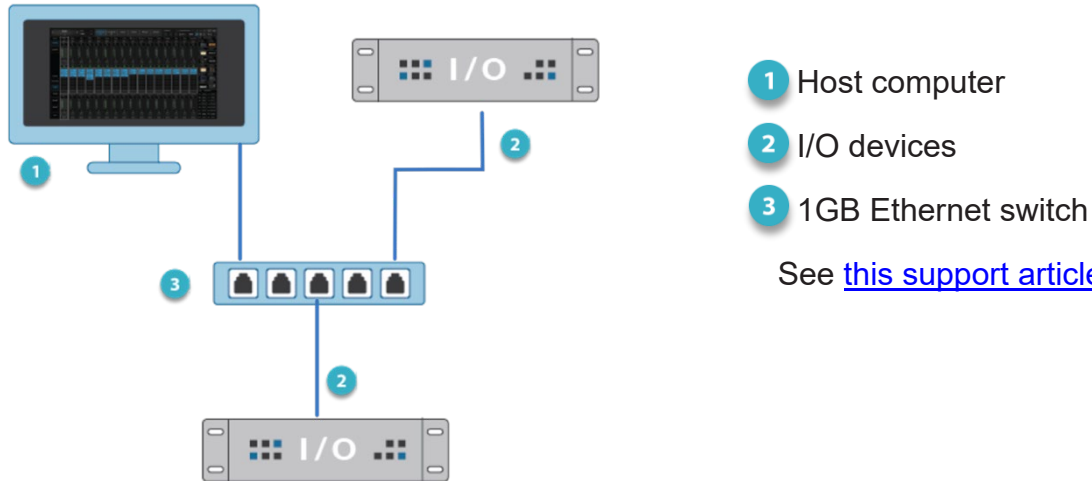 I/O
1 Host computer
2
2 I/O devices
1
3 1GB Ethernet switch
3
See this support article
2
I/O